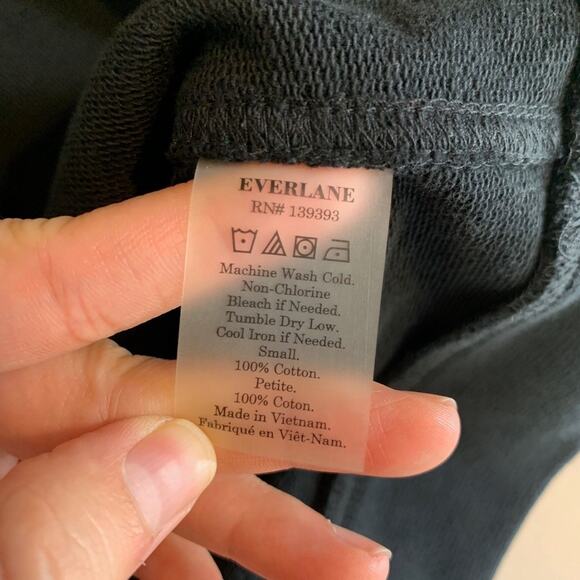 EVERLANE
RN# 139393
Machine Wash Cold.
Non-Chlorine
Bleach if Needed.
Tumble Dry Low.
Cool Iron if Needed.
Small.
100% Cotton.
Petite.
100% Coton.
Made in Vietnam.
Fabriqué en Viêt-Nam.